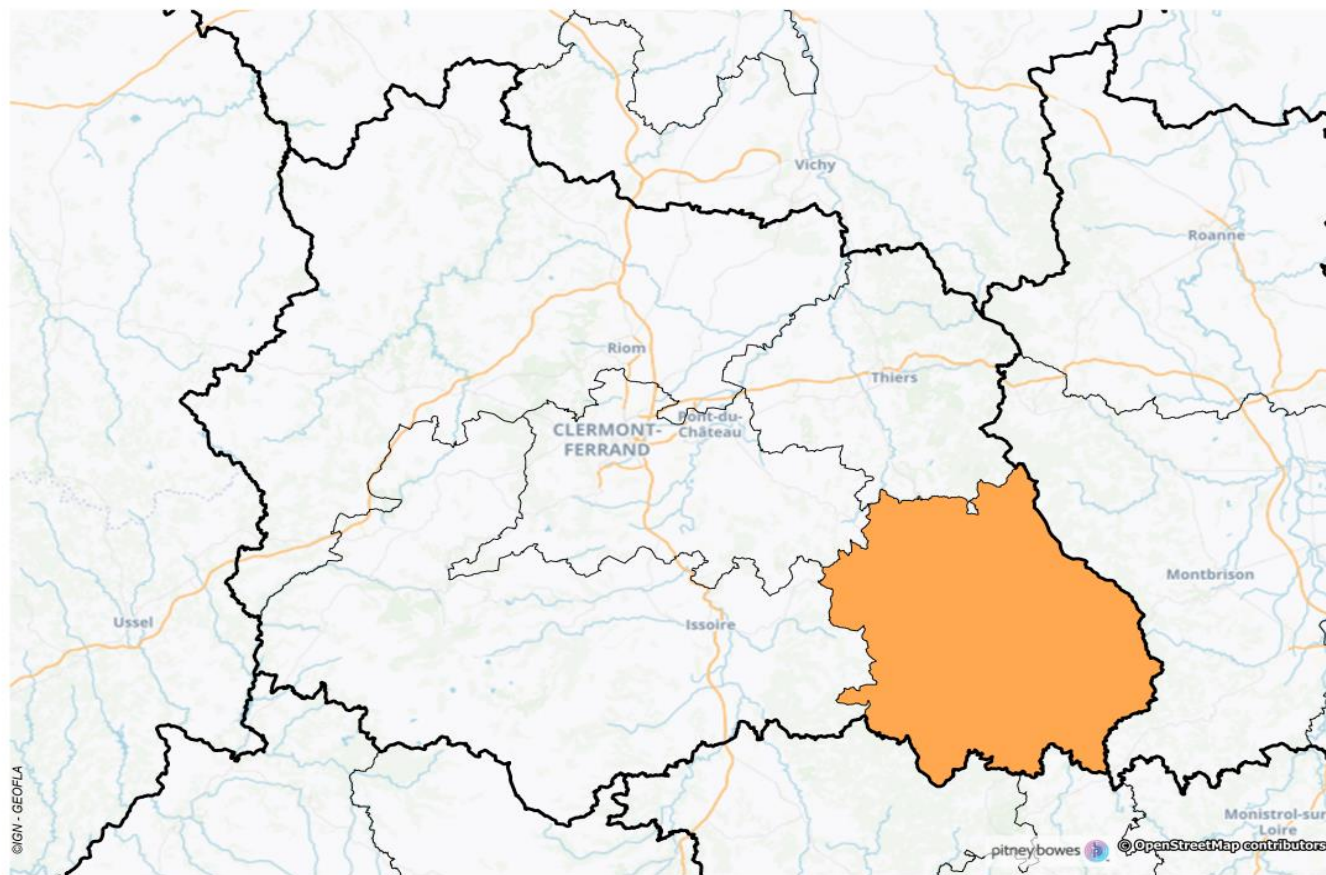 Vichy
Roanne
Riom
Thiers
CLERMONT-
FERRAND
Pont-du-
Château
Montbrison
Ussel
Issoire
Monistrol-sur-
Loire
©IGN - GEOFLA
pitney bowes
© OpenStreetMap contributors